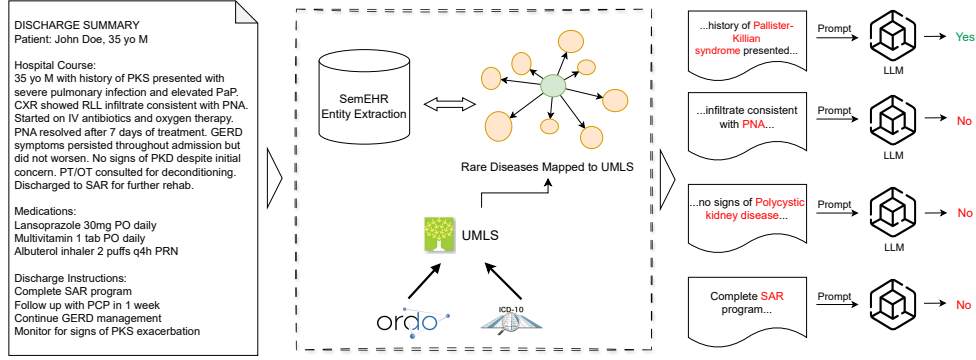 DISCHARGE SUMMARY
Patient: John Doe, 35 yo M
Hospital Course:
35 yo M with history of PKS presented with
severe pulmonary infection and elevated PaP.
CXR showed RLL infiltrate consistent with PNA.
Started on IV antibiotics and oxygen therapy.
PNA resolved after 7 days of treatment. GERD
symptoms persisted throughout admission but
did not worsen. No signs of PKD despite initial
concern. PT/OT consulted for deconditioning.
Discharged to SAR for further rehab.
Medications:
Lansoprazole 30mg PO daily
Multivitamin 1 tab PO daily
Albuterol inhaler 2 puffs q4h PRN
Discharge Instructions:
Complete SAR program
Follow up with PCP in 1 week
Continue GERD management
Monitor for signs of PKS exacerbation
SemEHR
Entity Extraction
Rare Diseases Mapped to UMLS
UMLS
ordo
ICD-10
...history of Pallister-
Killian
syndrome presented...
Prompt
LLM
Yes
...infiltrate consistent
with PNA...
Prompt
LLM
No
...no signs of Polycystic
kidney disease...
Prompt
LLM
No
Complete SAR
program...
Prompt
LLM
No